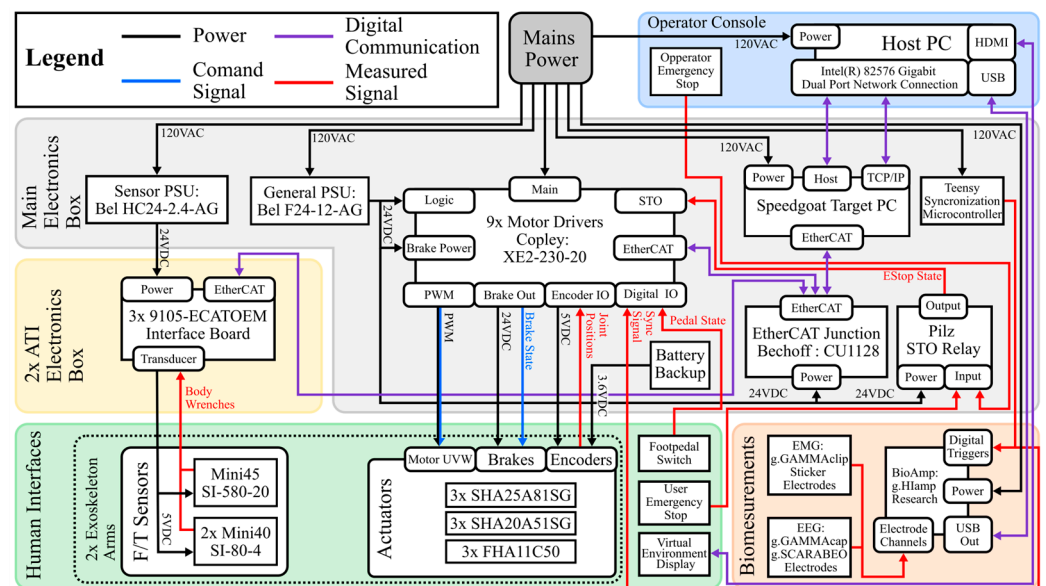 Legend
Power
Digital
Communication
Comand
Signal
Measured
Signal
Mains
Power
Operator Console
120VAC
Opperator
Emergency
Stop
Power
Host PC
HDMI
Intel(R) 82576 Gigabit
Dual Port Network Connection
USB
Main
Electronics
Box
120VAC
120VAC
120VAC
120VAC
Sensor PSU:
Bel HC24-2.4-AG
General PSU:
Bel F24-12-AG
24VDC
24VDC
Main
Logic
STO
9x Motor Drivers
Copley:
XE2-230-20
Brake Power
EtherCAT
PWM
Brake Out
Encoder IO
Digital IO
Power
Host
TCP/IP
Speedgoat Target PC
EtherCAT
Teensy
Syncronization
Microcontroller
EStop State
2x ATI
Electronics
Box
Power
EtherCAT
3x 9105-ECATOEM
Interface Board
Transducer
Body
Wrenches
PWM
24VDC
Brake State
5VDC
Joint
Positions
Sync
Signal
Pedal State
3.6VDC
Battery
Backup
EtherCAT
EtherCAT Junction
Bechoff : CU1128
Power
24VDC
24VDC
Output
Pilz
STO Relay
Power
Input
Human Interfaces
2x Exoskeleton
Arms
F/T Sensors
5VDC
Mini45
SI-580-20
2x Mini40
SI-80-4
Actuators
Motor UVW
Brakes
Encoders
3x SHA25A81SG
3x SHA20A51SG
3x FHA11C50
Footpedal
Switch
User
Emergency
Stop
Virtual
Environment
Display
Biomesurements
EMG:
g.GAMMAclip
Sticker
Electrodes
EEG:
g.GAMMAcap
g.SCARABEO
Electrodes
Digital
Triggers
BioAmp:
g.HIamp
Research
Power
Electrode
Channels
USB
Out